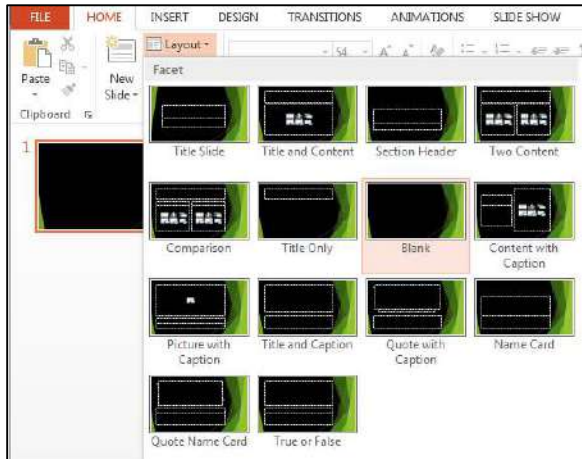 FILE HOME INSERT DESIGN TRANSITIONS ANIMATIONS SLIDE SHOW
Layout
54
Paste
New
Slide
Clipboard
Facet
1
Title Slide Title and Content Section Header Two Content
Comparison Title Only Blank Content with
Caption
Picture with Title and Caption Quote with Name Card
Caption Caption
Quote Name Card True or False